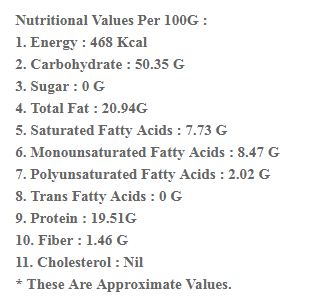 Nutritional Values Per 100G :
1. Energy : 468 Kcal
2. Carbohydrate : 50.35 G
3. Sugar : 0 G
4. Total Fat : 20.94G
5. Saturated Fatty Acids : 7.73 G
6. Monounsaturated Fatty Acids : 8.47 G
7. Polyunsaturated Fatty Acids : 2.02 G
8. Trans Fatty Acids : 0 G
9. Protein : 19.51G
10. Fiber : 1.46 G
11. Cholesterol : Nil
* These Are Approximate Values.